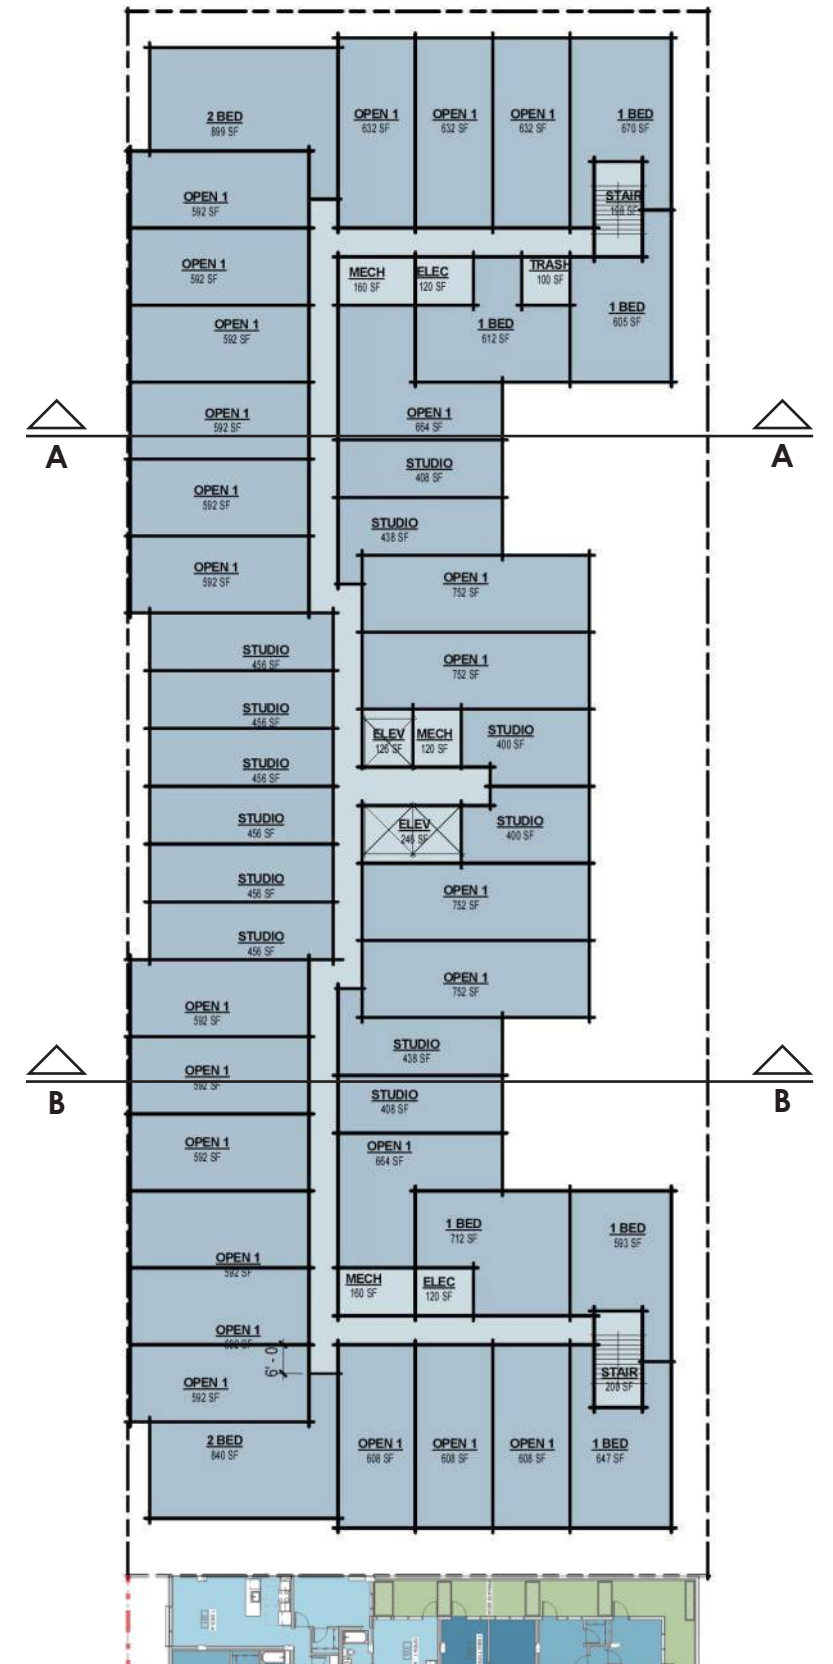 2 BED
899 SF
OPEN 1
632 SF
OPEN 1
632 SF
OPEN 1
632 SF
1 BED
670 SF
OPEN 1
592 SF
STAIR
198 SF
OPEN 1
592 SF
MECH
160 SF
ELEC
120 SF
TRASH
100 SF
1 BED
605 SF
OPEN 1
592 SF
1 BED
612 SF
OPEN 1
592 SF
OPEN 1
664 SF
A
A
STUDIO
408 SF
OPEN 1
592 SF
STUDIO
438 SF
OPEN 1
592 SF
OPEN 1
752 SF
STUDIO
456 SF
OPEN 1
752 SF
STUDIO
456 SF
ELEV
MECH
120 SF
STUDIO
400 SF
STUDIO
456 SF
STUDIO
456 SF
ELEV
STUDIO
400 SF
STUDIO
456 SF
OPEN 1
752 SF
STUDIO
456 SF
OPEN 1
752 SF
OPEN 1
592 SF
STUDIO
438 SF
OPEN 1
592 SF
STUDIO
408 SF
B
B
OPEN 1
592 SF
OPEN 1
664 SF
1 BED
712 SF
1 BED
593 SF
OPEN 1
592 SF
MECH
160 SF
ELEC
120 SF
OPEN 1
6' - 0
OPEN 1
592 SF
STAIR
SF
2 BED
840 SF
OPEN 1
608 SF
OPEN 1
608 SF
OPEN 1
608 SF
1 BED
647 SF